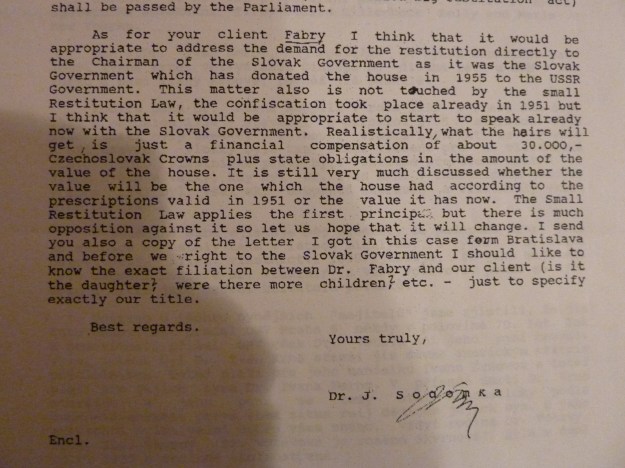 shall be passed by the Parliament.
As for your client Fabry I think that it would be
appropriate to address the demand for the restitution directly to
the Chairman of the Slovak Government as it was the Slovak
Government which has donated the house in 1955 to the USSR
Government. This matter also is not touched by the small
Restitution Law, the confiscation took place already in 1951 but
I think that it would be appropriate to start to speak already
now with the Slovak Government. Realistically, what the heirs will
get, is just a financial compensation of about 30.000,-
Czechoslovak Crowns plus state obligations in the amount of the
value of the house. It is still very much discussed whether the
value will be the one which the house had according to the
prescriptions valid in 1951 or the value it has now. The Small
Restitution Law applies the first but there is much
opposition against it so let us hope that it will change. I send
you also a copy of the letter I got in this case form Bratislava
and before we right to the Slovak Government I should like to
know the exact filiation between Dr. Fabry and our client (is it
the daughter, were there more children, etc. - just to specify
exactly our title.
Best regards.
Yours truly,
Dr. J. Sodomka
Encl.